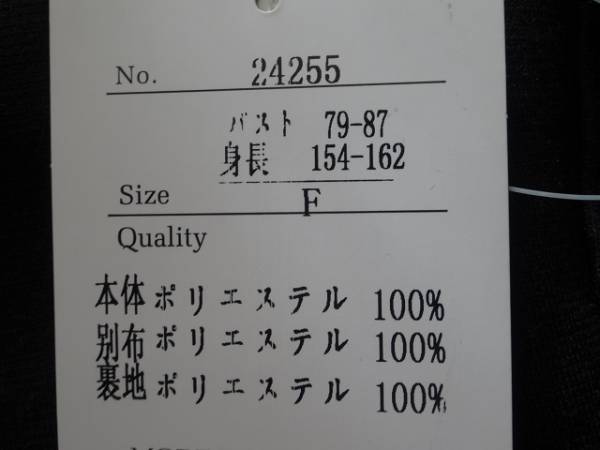 No. 24255
バスト 79-87
身長 154-162
Size F
Quality
本体ポリエステル 100%
別布ポリエステル 100%
裏地ポリエステル 100%